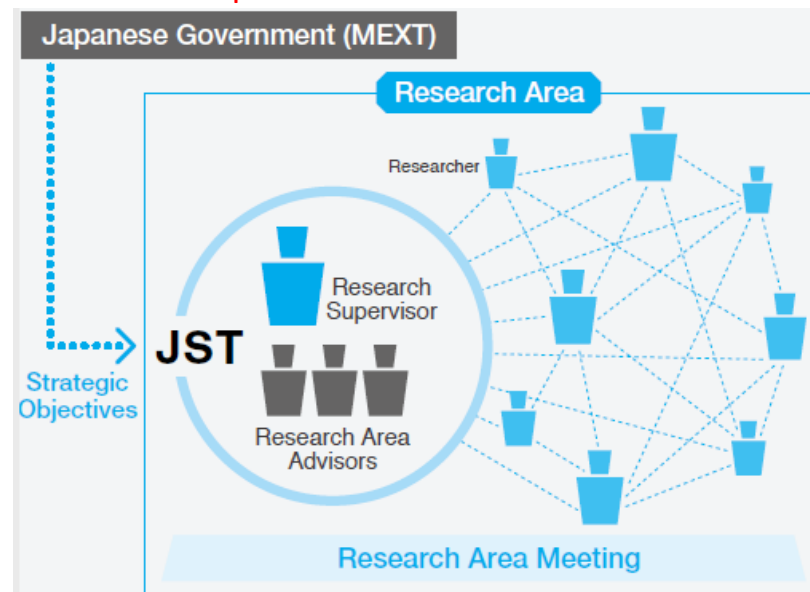 Japanese Government (MEXT)
Research Area
Researcher
Research
Supervisor
JST
Strategic
Objectives
Research Area
Advisors
Research Area Meeting